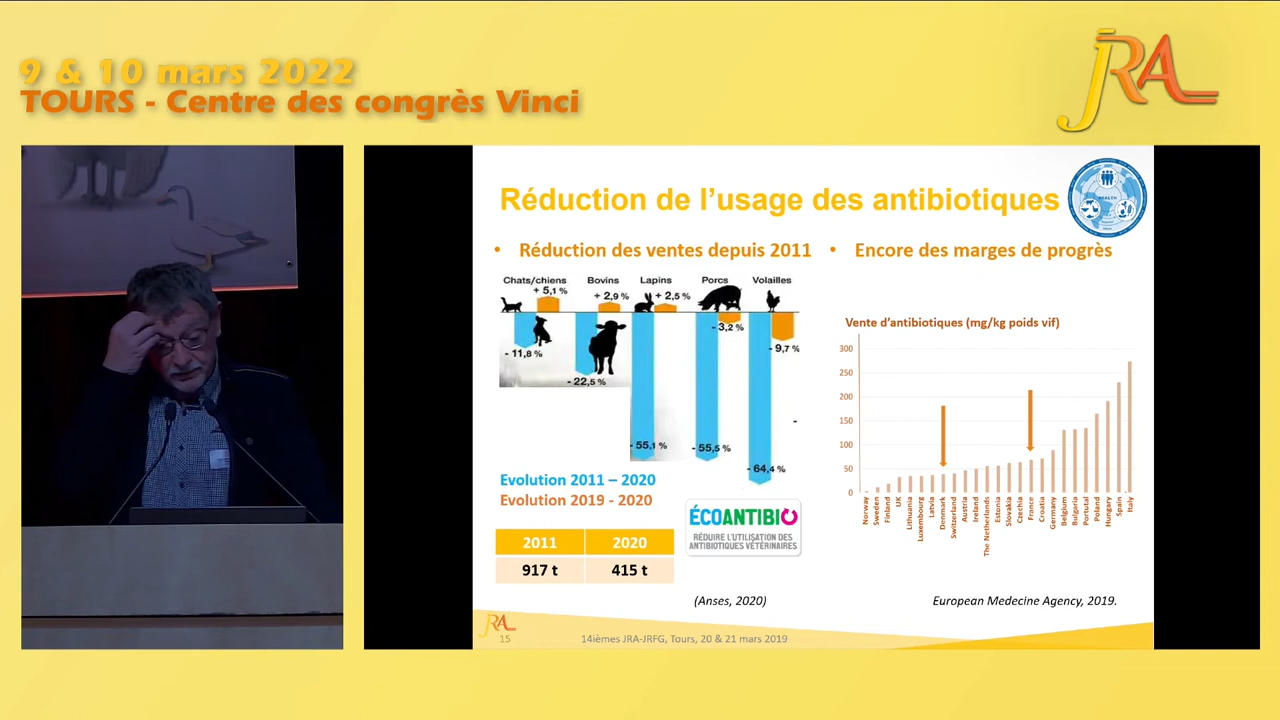 9 & 10 mars 2022
TOURS - Centre des congrès Vinci
JRA
Réduction de l'usage des antibiotiques
HEALTH
• Réduction des ventes depuis 2011
• Encore des marges de progrès
Chats/chiens
Bovins
Lapins
Porcs
Volailles
+ 5,1 %
+ 2,9 %
+ 2,5 %
- 3,2 %
- 9,7 %
- 11,8 %
- 22,5 %
- 55,1 %
- 55,5 %
- 64,4 %
-
Evolution 2011 – 2020
Evolution 2019 - 2020
2011 2020
917 t 415 t
ÉCOANTIBIO
RÉDUIRE L'UTILISATION DES
ANTIBIOTIQUES VÉTÉRINAIRES
(Anses, 2020)
Vente d'antibiotiques (mg/kg poids vif)
300
250
200
150
100
50
0
Norway
Sweden
Finland
UK
Lithuania
Luxembourg
Latvia
Denmark
Switzerland
Austria
Ireland
The Netherlands
Estonia
Slovakia
Czechia
France
Croatia
Germany
Belgium
Bulgaria
Portutal
Poland
Hungary
Spain
Italy
European Medecine Agency, 2019.
JRA
15
14ièmes JRA-JRFG, Tours, 20 & 21 mars 2019